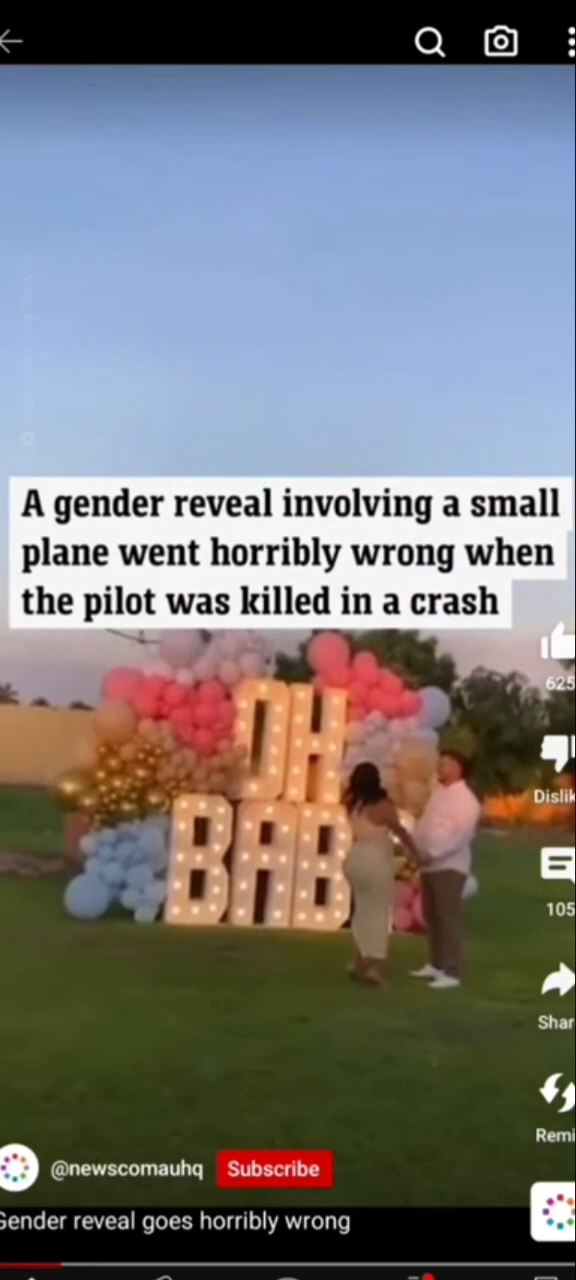 A gender reveal involving a small
plane went horribly wrong when
the pilot was killed in a crash
OH
BAB
625
Dislik
105
Shar
Remi
@newscomauhq
Subscribe
Gender reveal goes horribly wrong